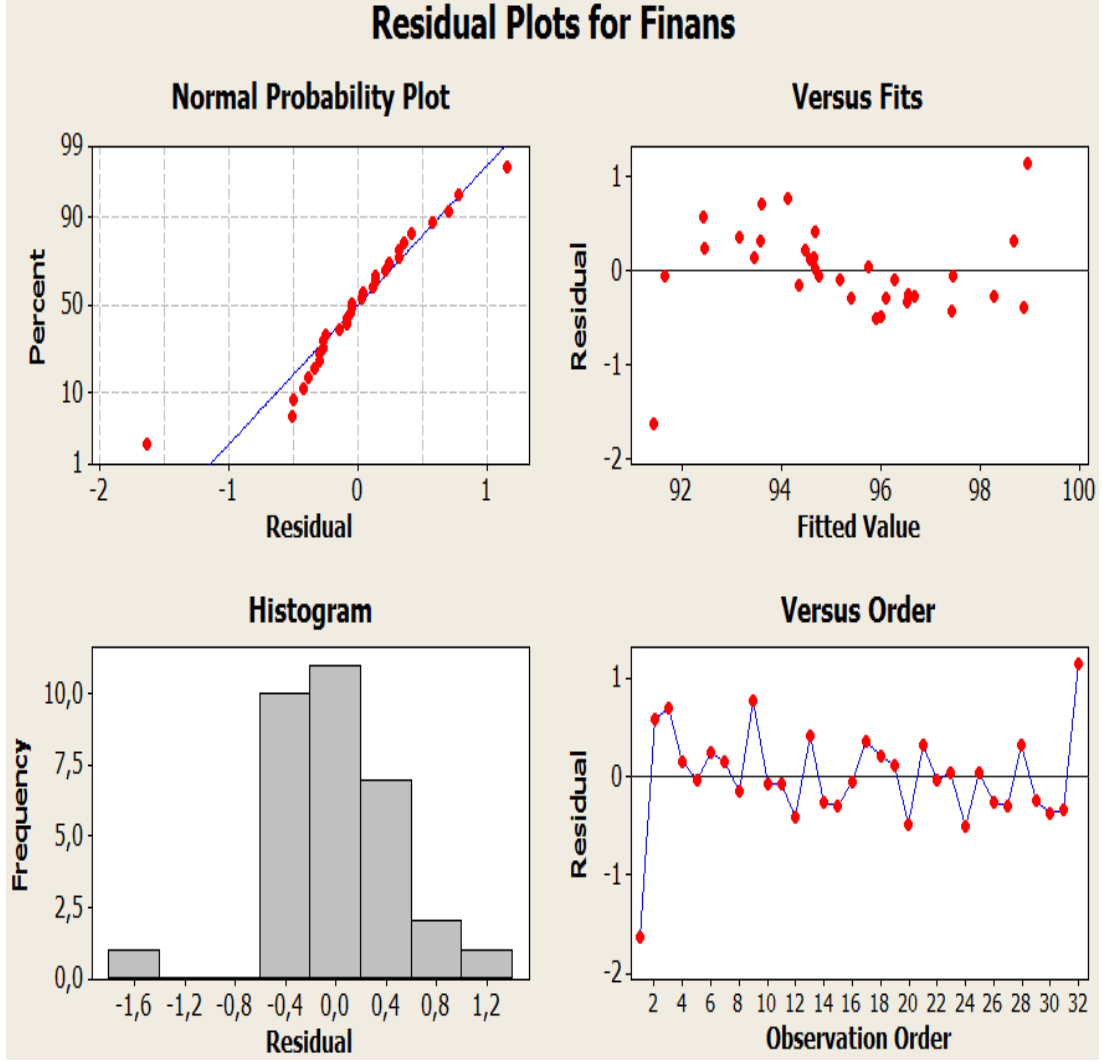 Residual Plots for Finans
Normal Probability Plot
99
90
50
10
1
Percent
-2 -1 0 1
Residual
Versus Fits
1
0
-1
-2
Residual
92 94 96 98 100
Fitted Value
Histogram
10,0
7,5
5,0
2,5
0,0
Frequency
-1,6 -1,2 -0,8 -0,4 0,0 0,4 0,8 1,2
Residual
Versus Order
1
0
-1
-2
Residual
2 4 6 8 10 12 14 16 18 20 22 24 26 28 30 32
Observation Order